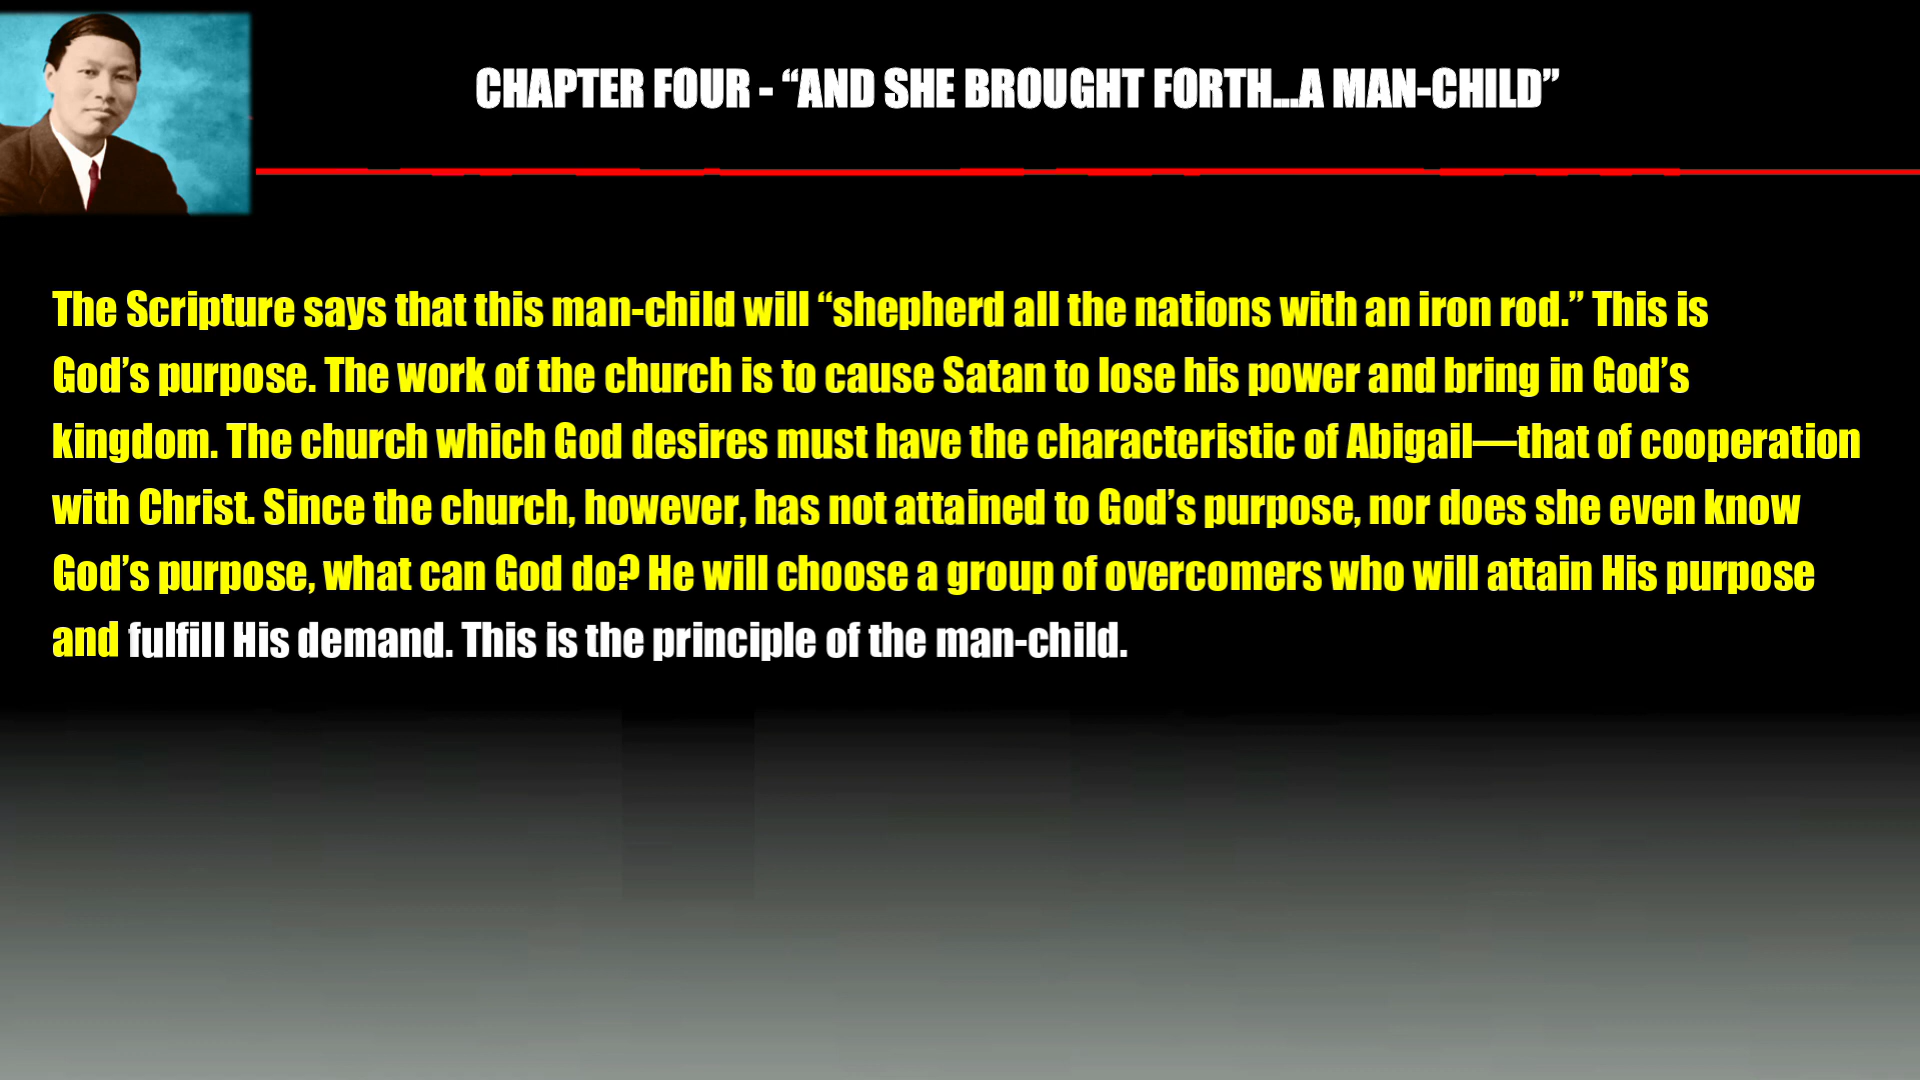 CHAPTER FOUR - “AND SHE BROUGHT FORTH...A MAN-CHILD”
The Scripture says that this man-child will “shepherd all the nations with an iron rod.” This is
God’s purpose. The work of the church is to cause Satan to lose his power and bring in God’s
kingdom. The church which God desires must have the characteristic of Abigail—that of cooperation
with Christ. Since the church, however, has not attained to God’s purpose, nor does she even know
God’s purpose, what can God do? He will choose a group of overcomers who will attain His purpose
and fulfill His demand. This is the principle of the man-child.